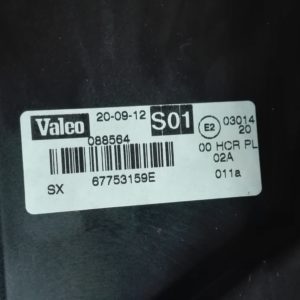 Valeo 20-09-12 S01 E2 03014
088564 20
00 HCR PL
02A
SX 67753159E 011a